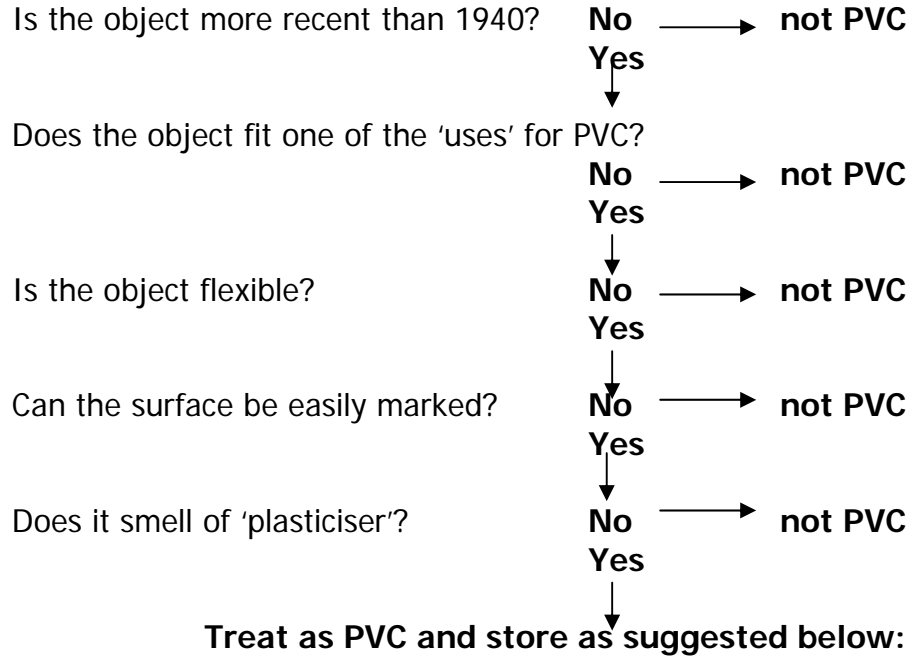 Is the object more recent than 1940? No not PVC
Yes
Does the object fit one of the ‘uses’ for PVC?
No not PVC
Yes
Is the object flexible? No not PVC
Yes
Can the surface be easily marked? No not PVC
Yes
Does it smell of ‘plasticiser’? No not PVC
Yes
Treat as PVC and store as suggested below: